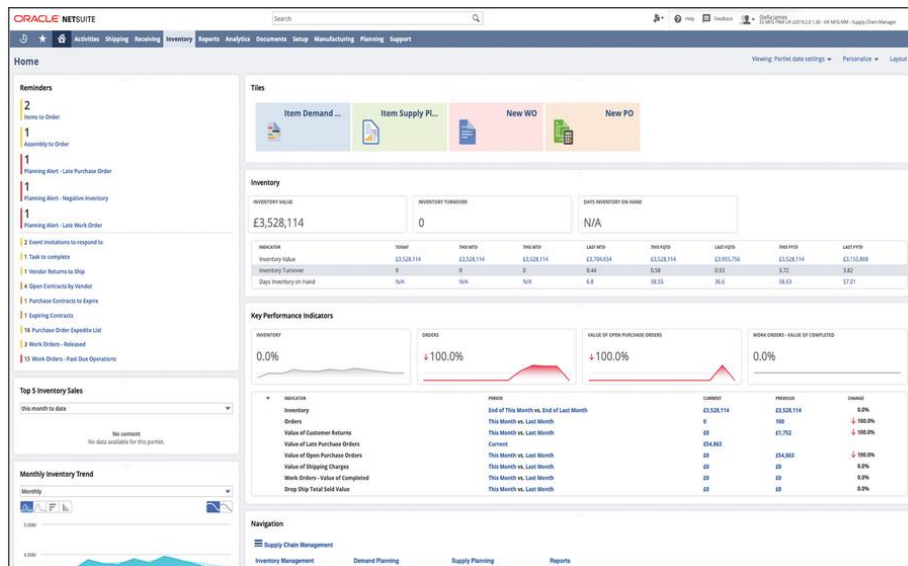 ORACLE NETSUITE
Search
Help
Feedback
Stella James
Activities Shipping Receiving Inventory Reports Analytics Documents Setup Manufacturing Planning Support
Home
Viewing: Portlet date settings
Personalize
Layout
Reminders
2
Items to Order
1
Assembly to Order
1
Planning Alert - Late Purchase Order
1
Planning Alert - Negative Inventory
1
Planning Alert - Late Work Order
2 Event Invitations to respond to
1 Task to complete
1 Vendor Returns to Ship
4 Open Contracts by Vendor
1 Purchase Contracts to Expire
1 Expiring Contracts
18 Purchase Order Expedite List
3 Work Orders - Released
15 Work Orders - Past Due Operations
Top 5 Inventory Sales
this month to date
No content
No data available for this portlet.
Monthly Inventory Trend
Monthly
5.00M
4.00M
Tiles
Item Demand ...
Item Supply Pl...
New WO
New PO
Inventory
INVENTORY VALUE
£3,528,114
INVENTORY TURNOVER
0
DAYS INVENTORY ON HAND
N/A
INDICATOR TODAY THIS MTD THIS MTD LAST MTD THIS FQTD LAST FQTD THIS FYTD LAST FYTD
Inventory Value £3,528,114 £3,528,114 £3,528,114 £3,704,654 £3,528,114 £3,955,756 £3,528,114 £3,155,868
Inventory Turnover 0 0 0 0.44 0.58 0.93 3.72 3.82
Days Inventory on Hand N/A N/A N/A 6.8 58.55 36.6 58.63 57.01
Key Performance Indicators
INVENTORY
0.0%
ORDERS
↓100.0%
VALUE OF OPEN PURCHASE ORDERS
↓100.0%
WORK ORDERS - VALUE OF COMPLETED
0.0%
INDICATOR PERIOD CURRENT PREVIOUS CHANGE
Inventory End of This Month vs. End of Last Month £3,528,114 £3,528,114 0.0%
Orders This Month vs. Last Month 0 100 ↓ 100.0%
Value of Customer Returns This Month vs. Last Month £0 £1,752 ↓ 100.0%
Value of Late Purchase Orders Current £54,863
Value of Open Purchase Orders This Month vs. Last Month £0 £54,863 ↓ 100.0%
Value of Shipping Charges This Month vs. Last Month £0 £0 0.0%
Work Orders - Value of Completed This Month vs. Last Month £0 £0 0.0%
Drop Ship Total Sold Value This Month vs. Last Month £0 £0 0.0%
Navigation
Supply Chain Management
Inventory Management Demand Planning Supply Planning Reports